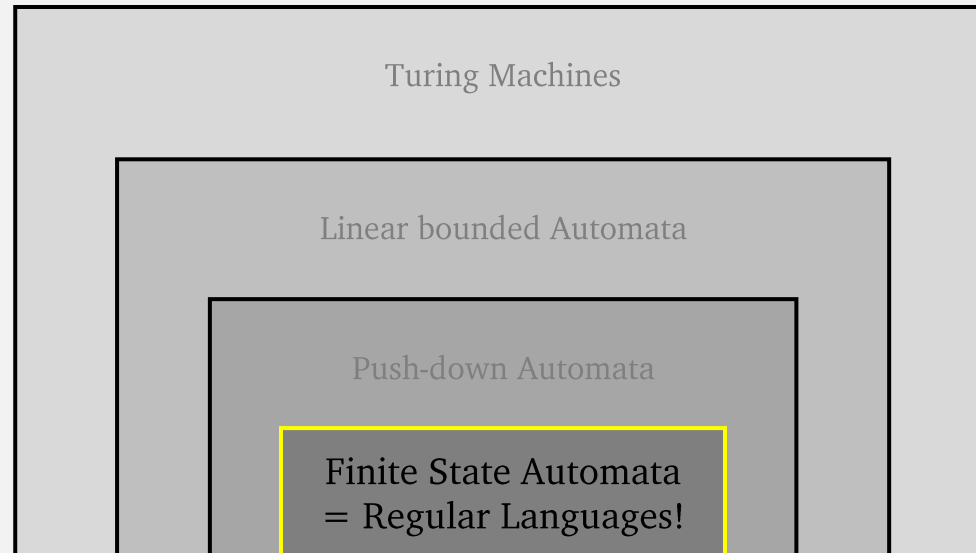 Turing Machines
Linear bounded Automata
Push-down Automata
Finite State Automata
= Regular Languages!